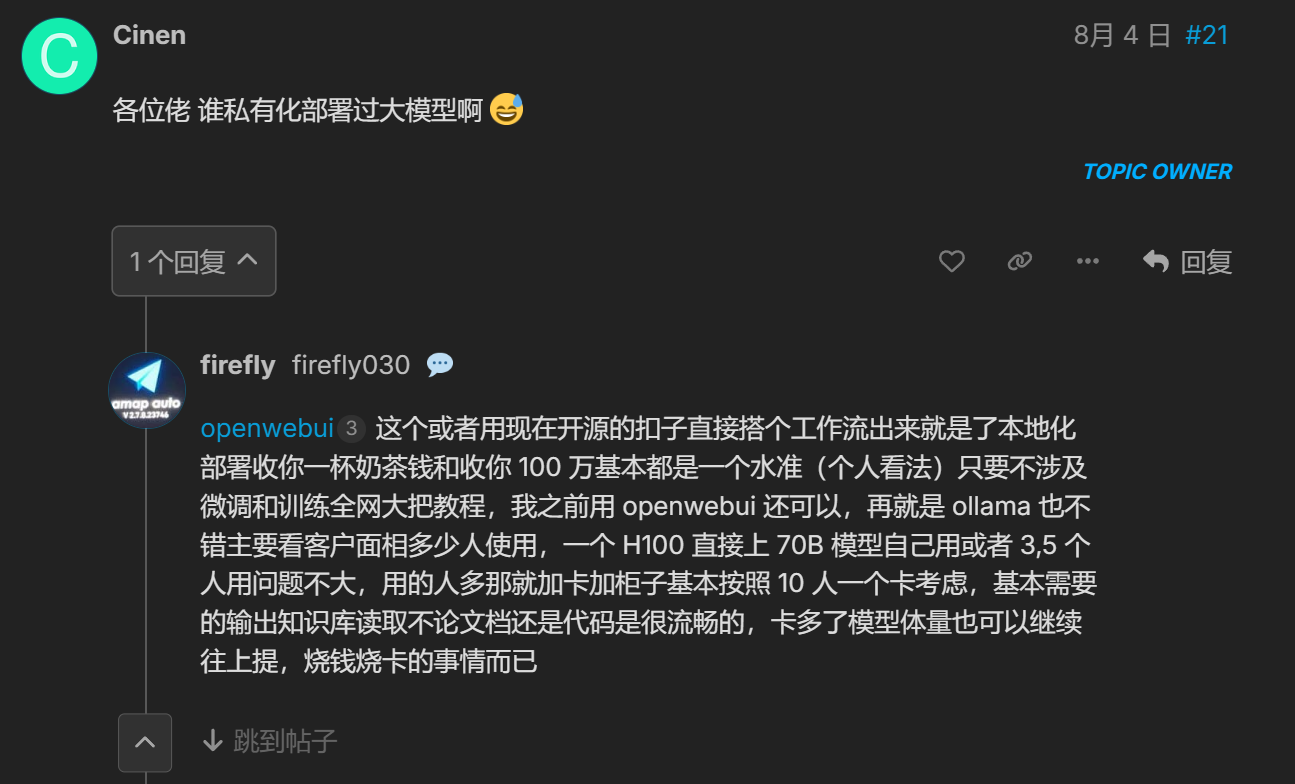 Cinen
8月 4 日 #21
各位佬 谁私有化部署过大模型啊
TOPIC OWNER
1 个回复
回复
firefly firefly030
openwebui 3 这个或者用现在开源的扣子直接搭个工作流出来就是了本地化
部署收你一杯奶茶钱和收你 100 万基本都是一个水准（个人看法）只要不涉及
微调和训练全网大把教程，我之前用 openwebui 还可以，再就是 ollama 也不
错主要看客户面相多少人使用，一个 H100 直接上 70B 模型自己用或者 3,5 个
人用问题不大，用的人多那就加卡加柜子基本按照 10 人一个卡考虑，基本需要
的输出知识库读取不论文档还是代码是很流畅的，卡多了模型体量也可以继续
往上提，烧钱烧卡的事情而已
amap auto
V 2.7.8.23746
跳到帖子